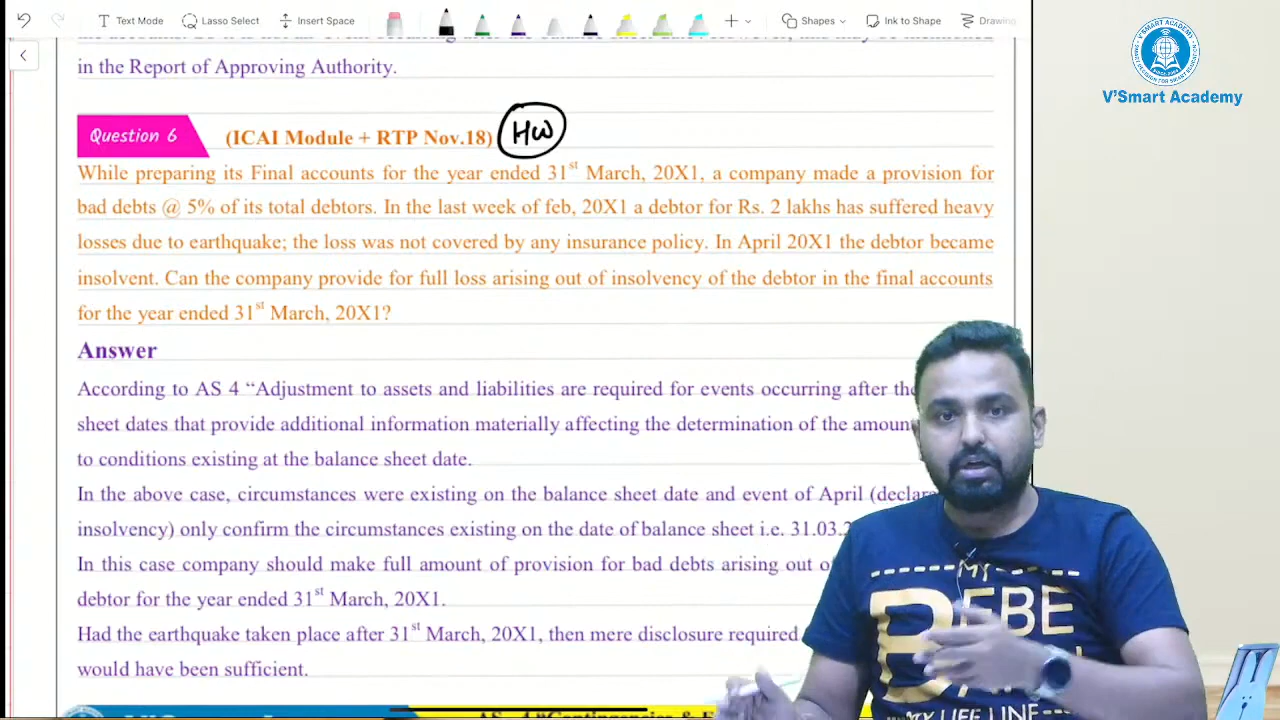 Text Mode Lasso Select Insert Space Shapes Ink to Shape Drawing
V'Smart Academy
in the Report of Approving Authority.
Question 6 (ICAI Module + RTP Nov.18) HW
While preparing its Final accounts for the year ended 31st March, 20X1, a company made a provision for
bad debts @ 5% of its total debtors. In the last week of feb, 20X1 a debtor for Rs. 2 lakhs has suffered heavy
losses due to earthquake; the loss was not covered by any insurance policy. In April 20X1 the debtor became
insolvent. Can the company provide for full loss arising out of insolvency of the debtor in the final accounts
for the year ended 31st March, 20X1?
Answer
According to AS 4 “Adjustment to assets and liabilities are required for events occurring after the
sheet dates that provide additional information materially affecting the determination of the amount
to conditions existing at the balance sheet date.
In the above case, circumstances were existing on the balance sheet date and event of April
insolvency) only confirm the circumstances existing on the date of balance sheet i.e. 31.03.
In this case company should make full amount of provision for bad debts arising out
debtor for the year ended 31st March, 20X1.
Had the earthquake taken place after 31st March, 20X1, then mere disclosure required
would have been sufficient.
MY
LIFE LINE